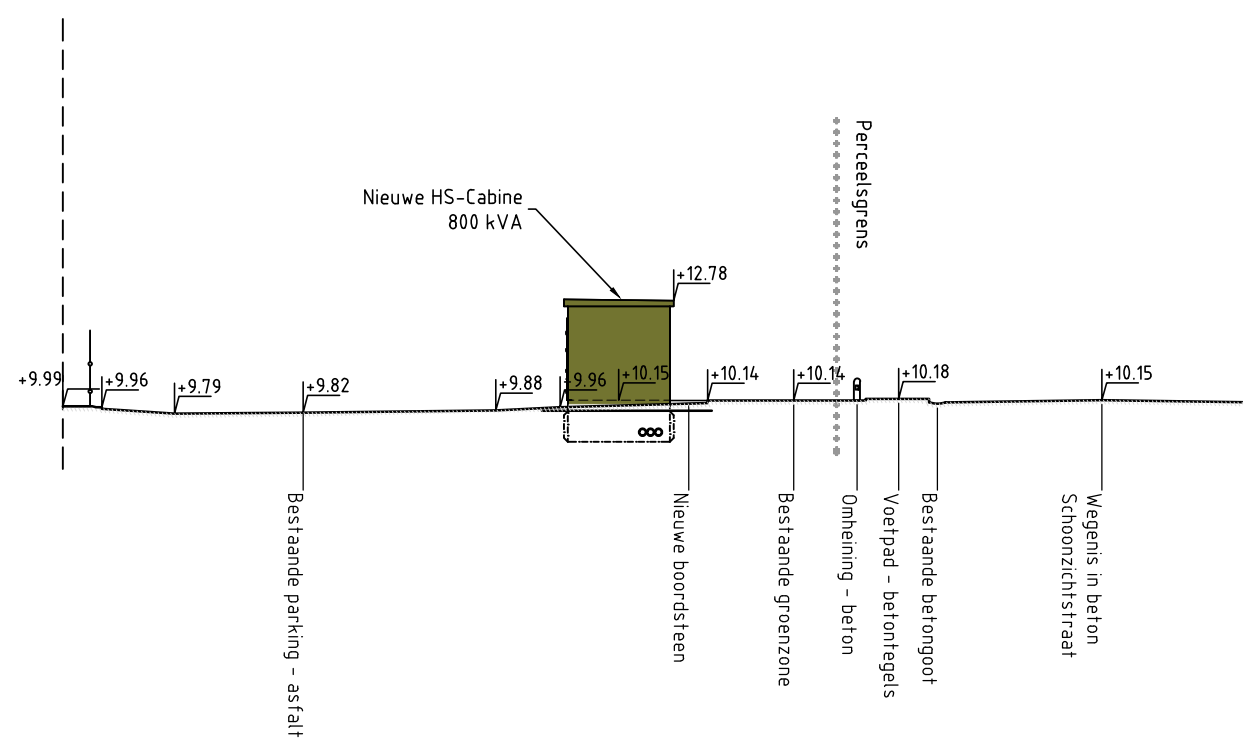 Perceelsgrens
Nieuwe HS-Cabine
800 kVA
+12.78
+9.99
+9.96
+9.79
+9.82
+9.88
+9.96
+10.15
+10.14
+10.14
+10.18
+10.15
Bestaande parking - asfalt
Nieuwe boordsteen
Bestaande groenzone
Omheining - beton
Voetpad - betontegels
Bestaande betongoot
Wegenis in beton
Schoonzichtstraat